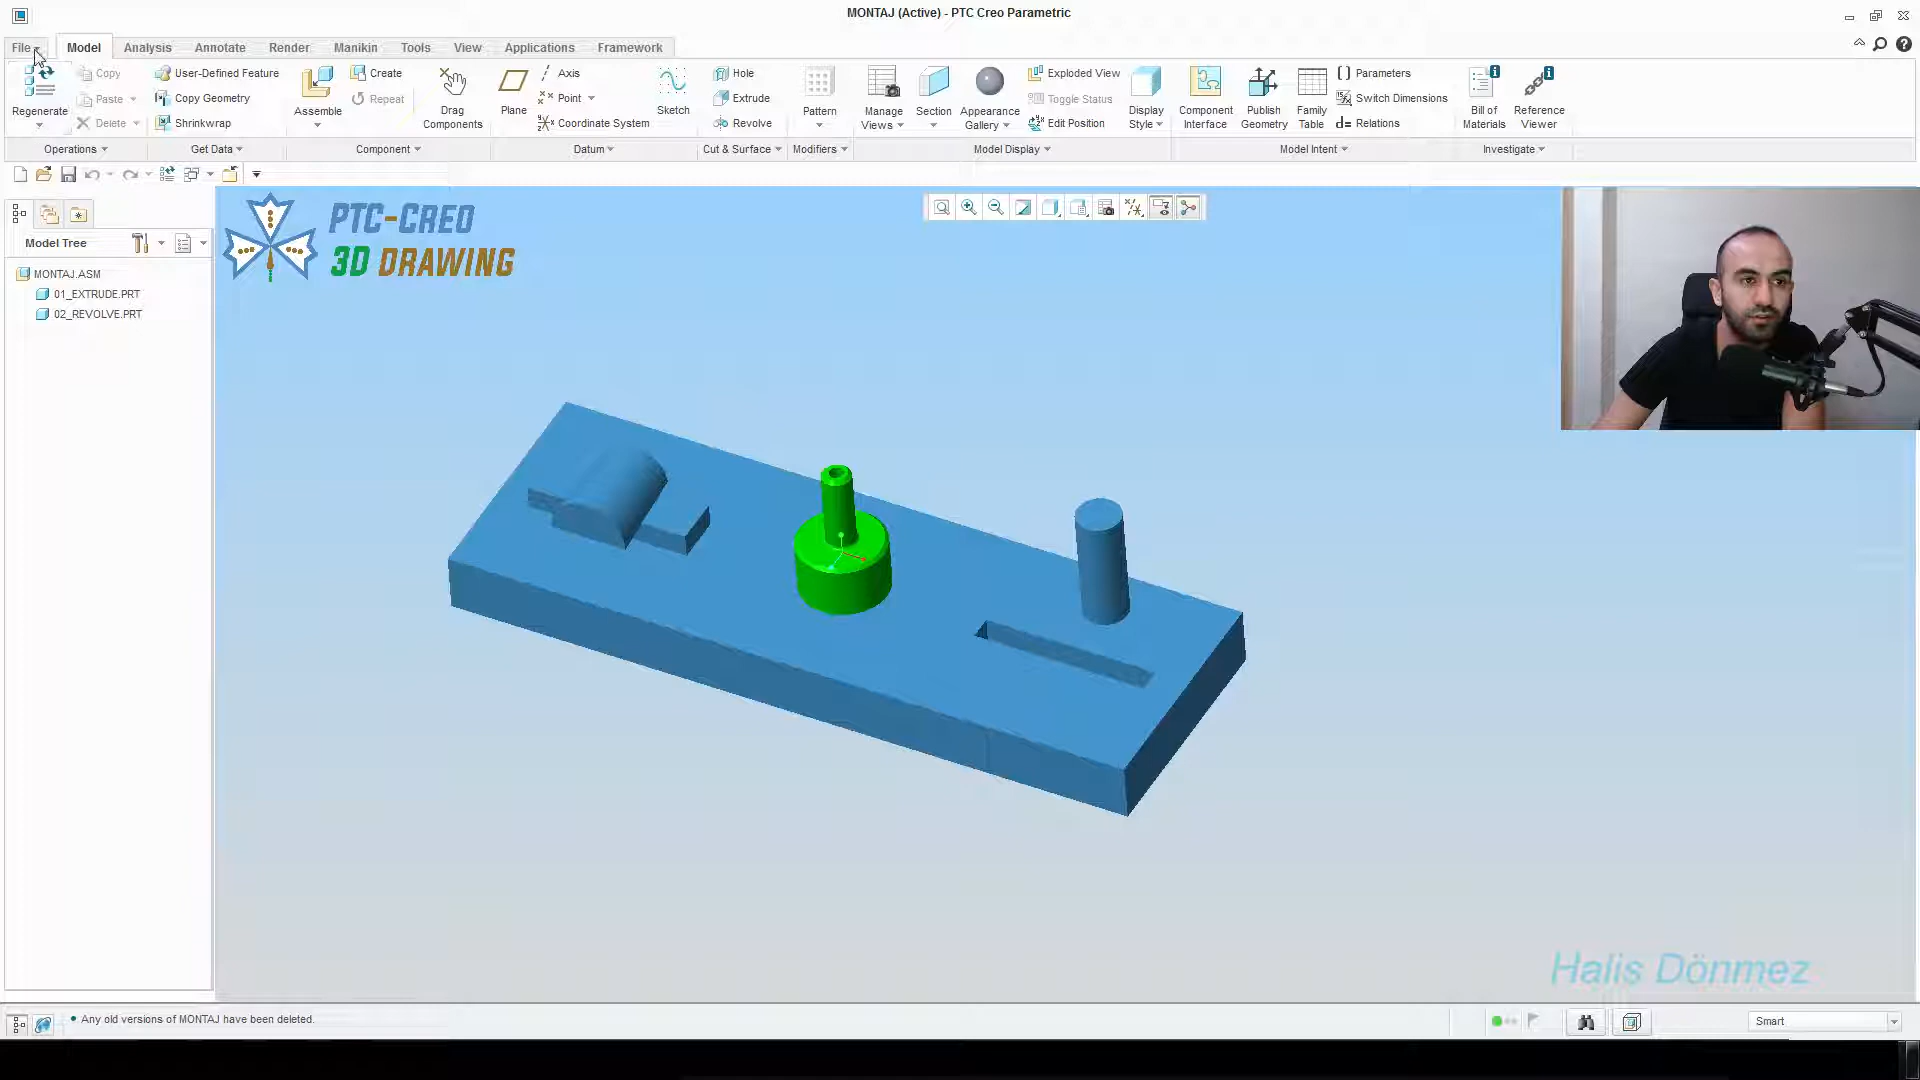 MONTAJ (Active) - PTC Creo Parametric
File Model Analysis Annotate Render Manikin Tools View Applications Framework
Regenerate
Copy
Paste
Delete
User-Defined Feature
Copy Geometry
Shrinkwrap
Assemble
Create
Repeat
Drag Components
Plane
Axis
Point
Coordinate System
Sketch
Hole
Extrude
Revolve
Pattern
Manage Views
Section
Appearance Gallery
Exploded View
Toggle Status
Edit Position
Display Style
Component Interface
Publish Geometry
Family Table
Parameters
Switch Dimensions
d= Relations
Bill of Materials
Reference Viewer
Operations Get Data Component Datum Cut & Surface Modifiers Model Display Model Intent Investigate
Model Tree
MONTAJ.ASM
01_EXTRUDE.PRT
02_REVOLVE.PRT
PTC-CREO
3D DRAWING
Halis Dönmez
• Any old versions of MONTAJ have been deleted.
Smart